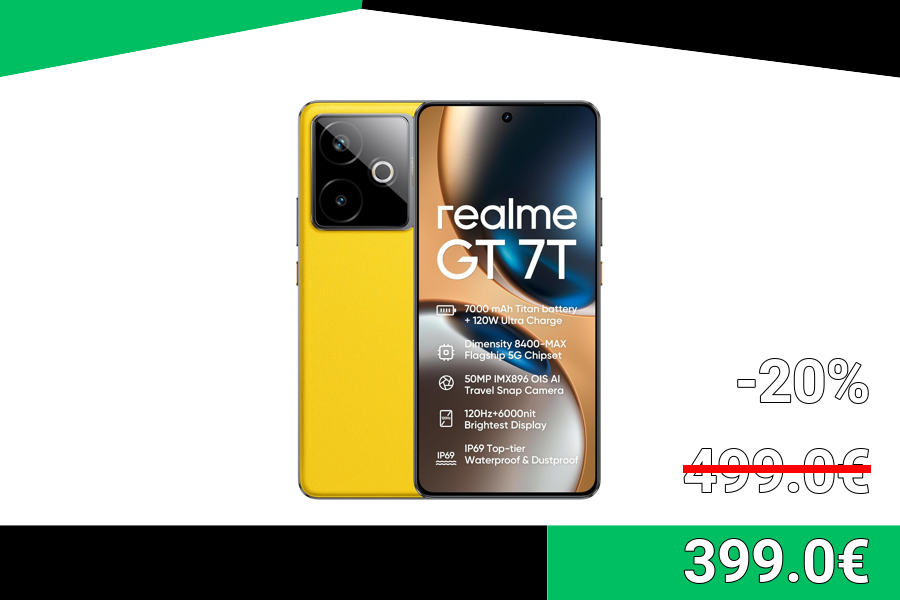 realme
GT 7T
7000 mAh Titan battery
+ 120W Ultra Charge
Dimensity 8400-MAX
Flagship 5G Chipset
50MP IMX896 OIS AI
Travel Snap Camera
120Hz+6000nit
Brightest Display
IP69
IP69 Top-tier
Waterproof & Dustproof
-20%
499.0€
399.0€